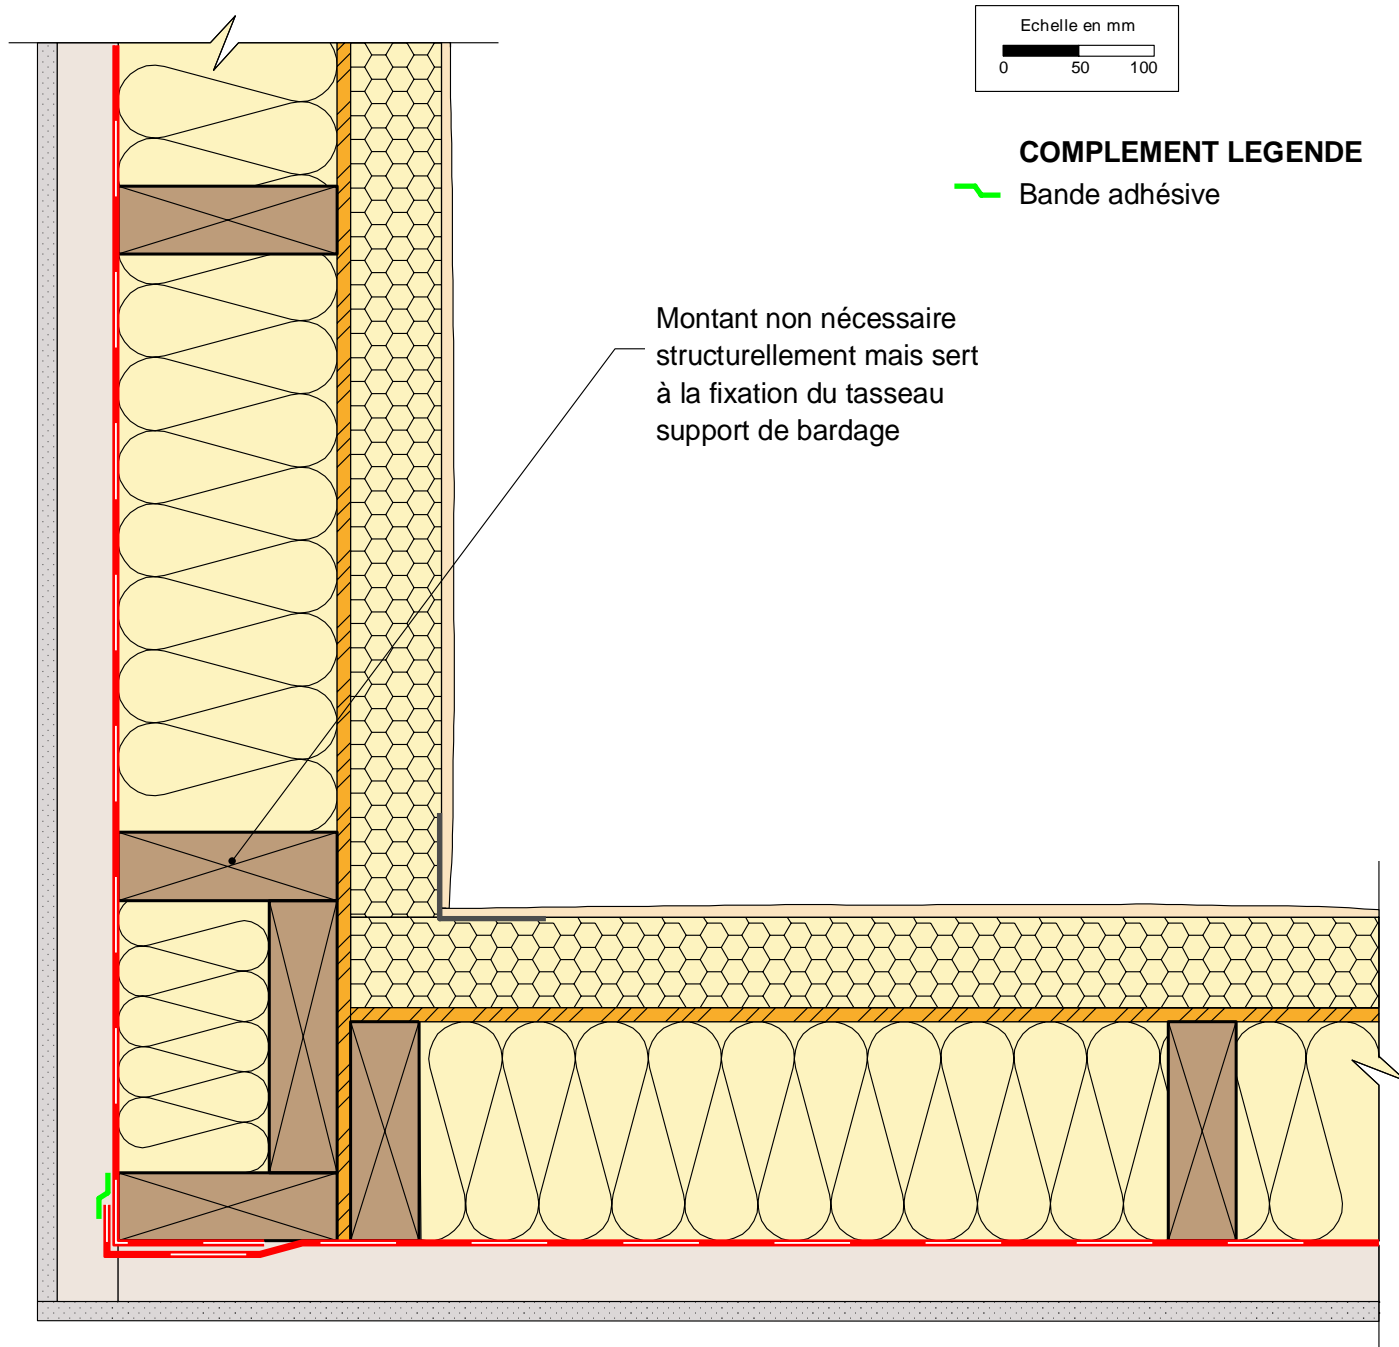 Echelle en mm
0 50 100
COMPLEMENT LEGENDE
Bande adhésive
Montant non nécessaire
structurellement mais sert
à la fixation du tasseau
support de bardage